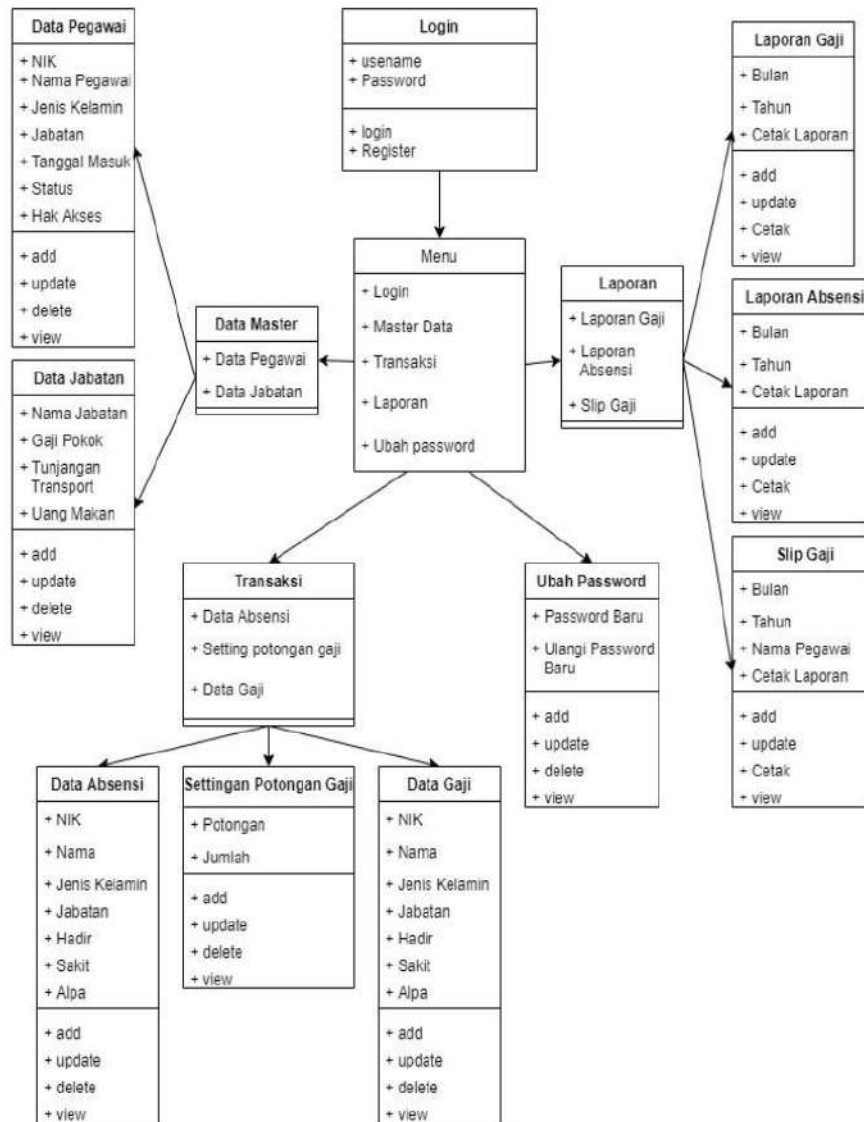 Data Pegawai
+ NIK
+ Nama Pegawai
+ Jenis Kelamin
+ Jabatan
+ Tanggal Masuk
+ Status
+ Hak Akses
+ add
+ update
+ delete
+ view
Login
+ usename
+ Password
+ login
+ Register
Laporan Gaji
+ Bulan
+ Tahun
+ Cetak Laporan
+ add
+ update
+ Cetak
+ view
Menu
+ Login
+ Master Data
+ Transaksi
+ Laporan
+ Ubah password
Data Master
+ Data Pegawai
+ Data Jabatan
Laporan
+ Laporan Gaji
+ Laporan
Absensi
+ Slip Gaji
Laporan Absensi
+ Bulan
+ Tahun
+ Cetak Laporan
+ add
+ update
+ Cetak
+ view
Data Jabatan
+ Nama Jabatan
+ Gaji Pokok
+ Tunjangan
Transport
+ Uang Makan
+ add
+ update
+ delete
+ view
Transaksi
+ Data Absensi
+ Setting potongan gaji
+ Data Gaji
Ubah Password
+ Password Baru
+ Ulangi Password
Baru
+ add
+ update
+ delete
+ view
Slip Gaji
+ Bulan
+ Tahun
+ Nama Pegawai
+ Cetak Laporan
+ add
+ update
+ Cetak
+ view
Data Absensi
+ NIK
+ Nama
+ Jenis Kelamin
+ Jabatan
+ Hadir
+ Sakit
+ Alpa
+ add
+ update
+ delete
+ view
Settingan Potongan Gaji
+ Potongan
+ Jumlah
+ add
+ update
+ delete
+ view
Data Gaji
+ NIK
+ Nama
+ Jenis Kelamin
+ Jabatan
+ Hadir
+ Sakit
+ Alpa
+ add
+ update
+ delete
+ view